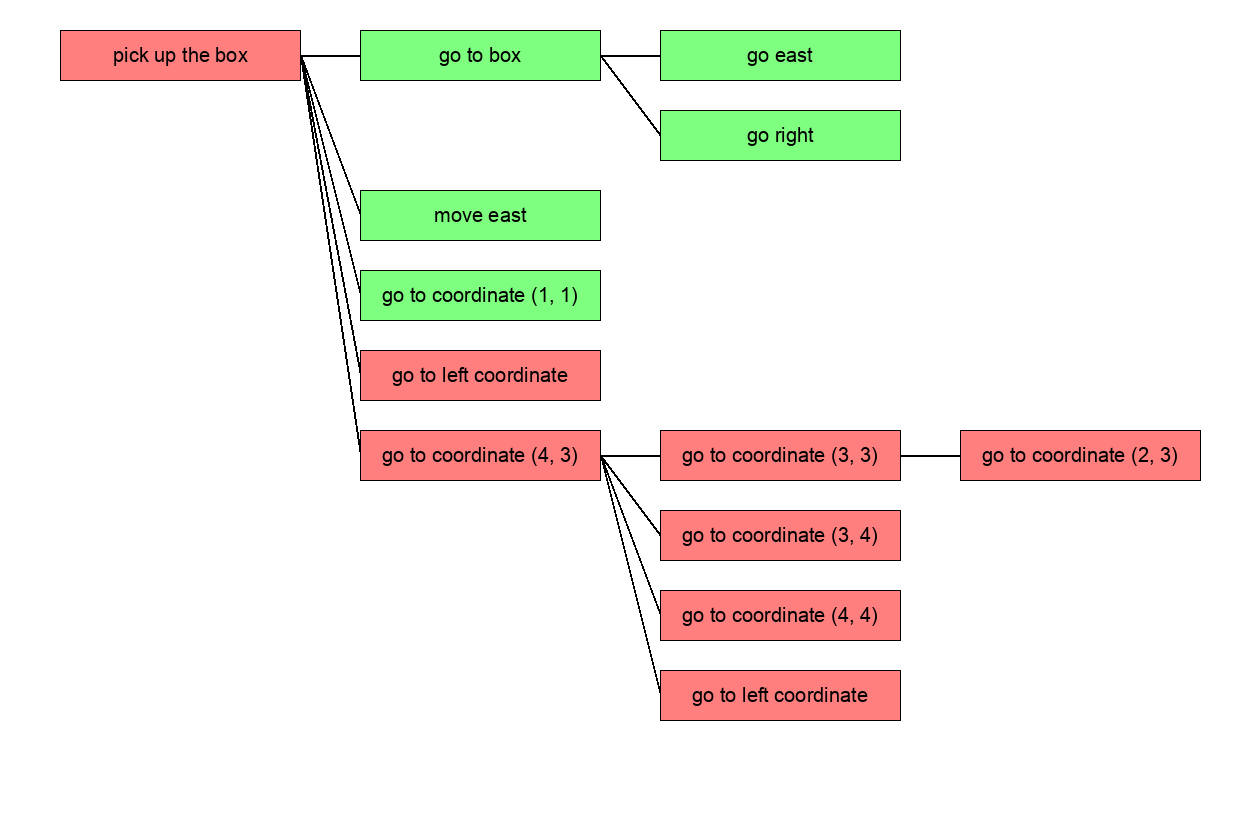 pick up the box
go to box
go east
go right
move east
go to coordinate (1, 1)
go to left coordinate
go to coordinate (4, 3)
go to coordinate (3, 3)
go to coordinate (2, 3)
go to coordinate (3, 4)
go to coordinate (4, 4)
go to left coordinate